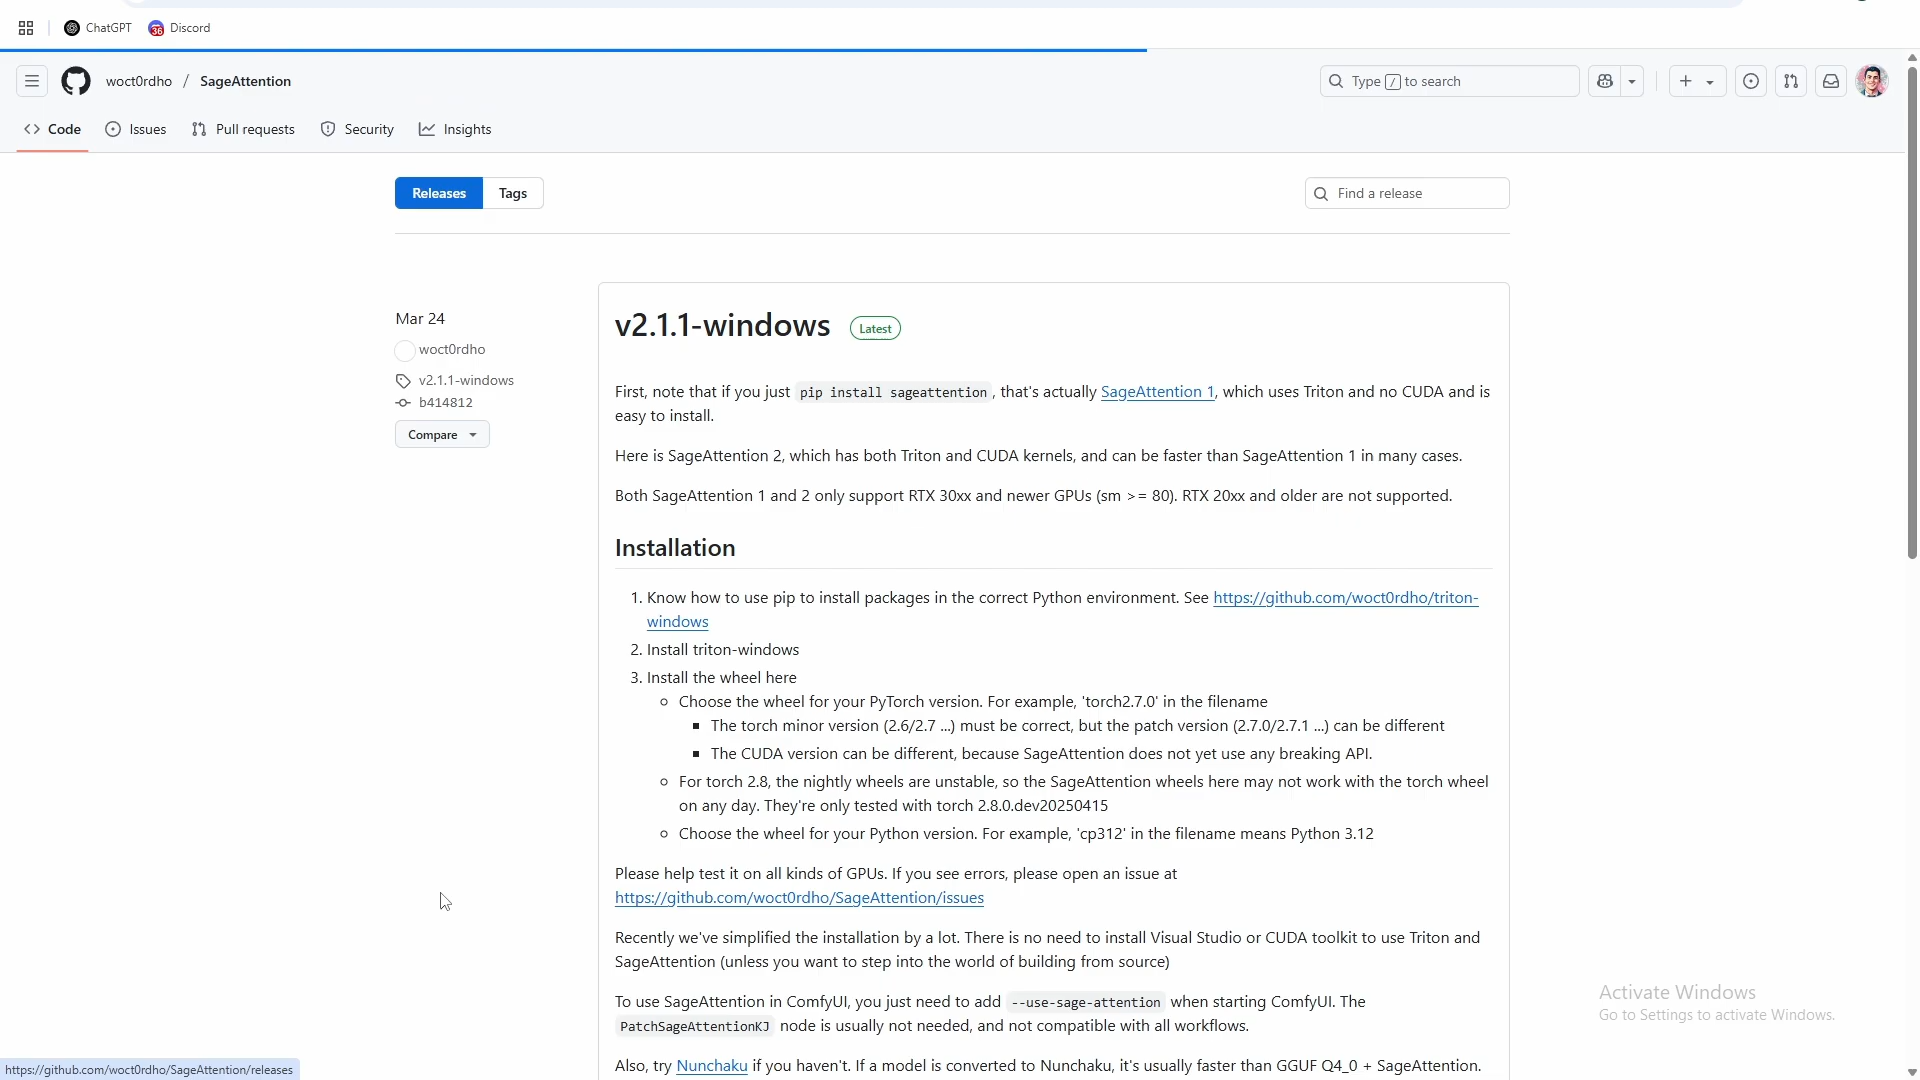 ChatGPT
36
Discord
woct0rdho / SageAttention
Type / to search
Code
Issues
Pull requests
Security
Insights
Releases
Tags
Find a release
Mar 24
woct0rdho
v2.1.1-windows
b414812
Compare
v2.1.1-windows
Latest
First, note that if you just pip install sageattention, that's actually SageAttention 1, which uses Triton and no CUDA and is
easy to install.
Here is SageAttention 2, which has both Triton and CUDA kernels, and can be faster than SageAttention 1 in many cases.
Both SageAttention 1 and 2 only support RTX 30xx and newer GPUs (sm >= 80). RTX 20xx and older are not supported.
Installation
1. Know how to use pip to install packages in the correct Python environment. See https://github.com/woct0rdho/triton-
windows
2. Install triton-windows
3. Install the wheel here
Choose the wheel for your PyTorch version. For example, 'torch2.7.0' in the filename
The torch minor version (2.6/2.7 ...) must be correct, but the patch version (2.7.0/2.7.1 ...) can be different
The CUDA version can be different, because SageAttention does not yet use any breaking API.
For torch 2.8, the nightly wheels are unstable, so the SageAttention wheels here may not work with the torch wheel
on any day. They're only tested with torch 2.8.0.dev20250415
Choose the wheel for your Python version. For example, 'cp312' in the filename means Python 3.12
Please help test it on all kinds of GPUs. If you see errors, please open an issue at
https://github.com/woct0rdho/SageAttention/issues
Recently we've simplified the installation by a lot. There is no need to install Visual Studio or CUDA toolkit to use Triton and
SageAttention (unless you want to step into the world of building from source)
To use SageAttention in ComfyUI, you just need to add --use-sage-attention when starting ComfyUI. The
PatchSageAttentionKJ node is usually not needed, and not compatible with all workflows.
Also, try Nunchaku if you haven't. If a model is converted to Nunchaku, it's usually faster than GGUF Q4_0 + SageAttention.
Activate Windows
Go to Settings to activate Windows.
https://github.com/woct0rdho/SageAttention/releases